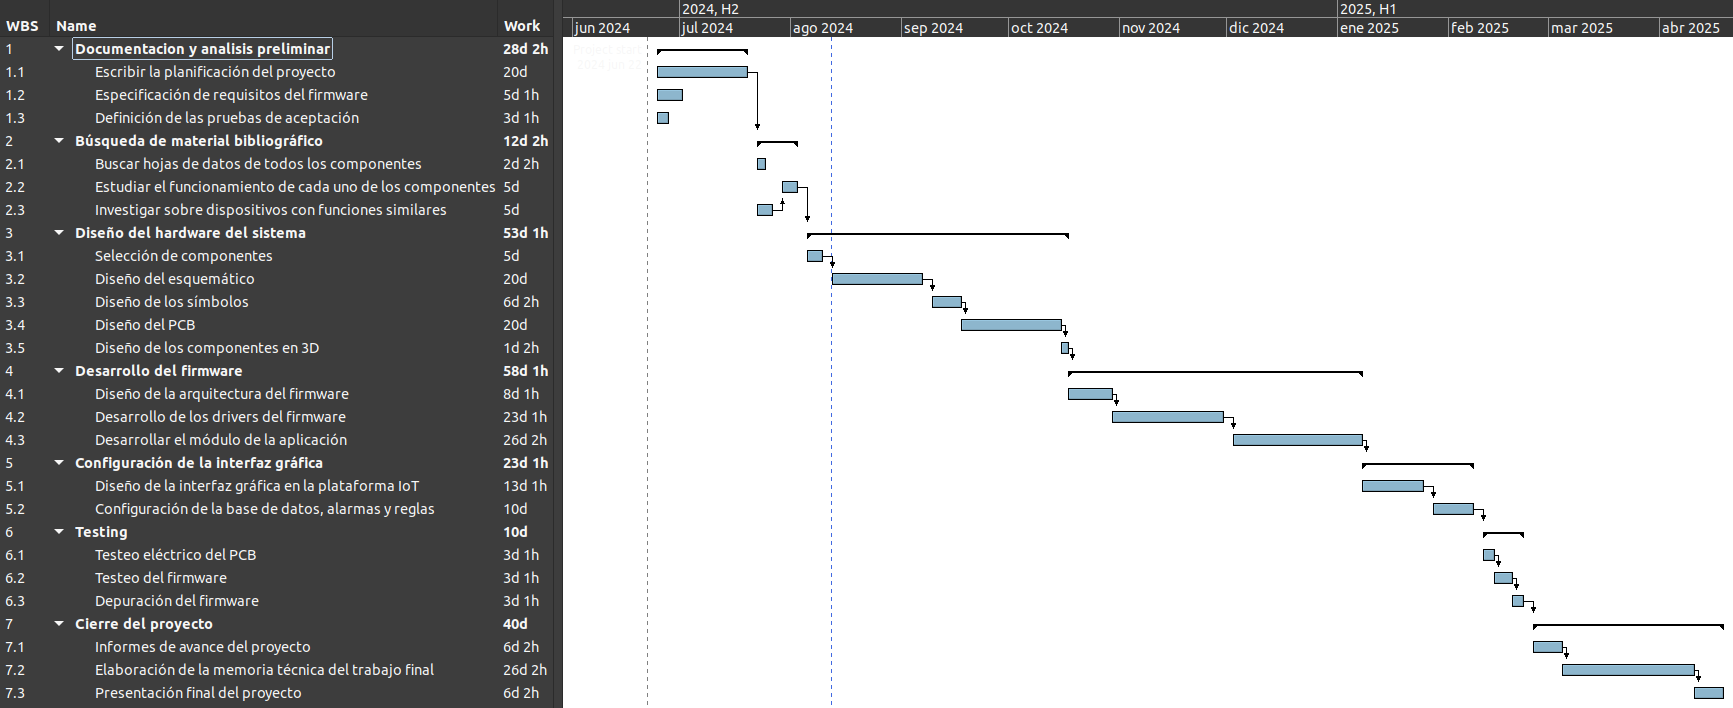 2024, H2 2025, H1
WBS Name Work jun 2024 jul 2024 ago 2024 sep 2024 oct 2024 nov 2024 dic 2024 ene 2025 feb 2025 mar 2025 abr 2025
1 Documentacion y analisis preliminar 28d 2h
1.1 Escribir la planificación del proyecto 20d
1.2 Especificación de requisitos del firmware 5d 1h
1.3 Definición de las pruebas de aceptación 3d 1h
2 Búsqueda de material bibliográfico 12d 2h
2.1 Buscar hojas de datos de todos los componentes 2d 2h
2.2 Estudiar el funcionamiento de cada uno de los componentes 5d
2.3 Investigar sobre dispositivos con funciones similares 5d
3 Diseño del hardware del sistema 53d 1h
3.1 Selección de componentes 5d
3.2 Diseño del esquemático 20d
3.3 Diseño de los símbolos 6d 2h
3.4 Diseño del PCB 20d
3.5 Diseño de los componentes en 3D 1d 2h
4 Desarrollo del firmware 58d 1h
4.1 Diseño de la arquitectura del firmware 8d 1h
4.2 Desarrollo de los drivers del firmware 23d 1h
4.3 Desarrollar el módulo de la aplicación 26d 2h
5 Configuración de la interfaz gráfica 23d 1h
5.1 Diseño de la interfaz gráfica en la plataforma IoT 13d 1h
5.2 Configuración de la base de datos, alarmas y reglas 10d
6 Testing 10d
6.1 Testeo eléctrico del PCB 3d 1h
6.2 Testeo del firmware 3d 1h
6.3 Depuración del firmware 3d 1h
7 Cierre del proyecto 40d
7.1 Informes de avance del proyecto 6d 2h
7.2 Elaboración de la memoria técnica del trabajo final 26d 2h
7.3 Presentación final del proyecto 6d 2h